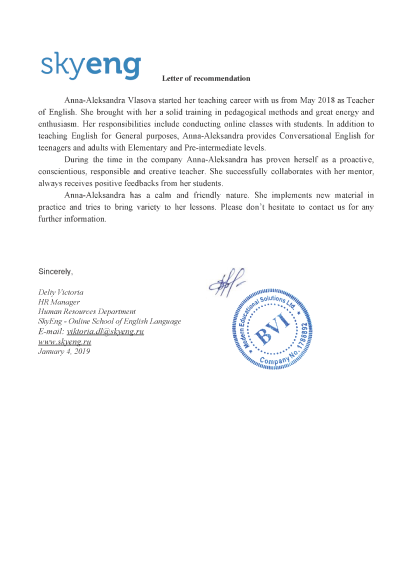 skyeng
Letter of recommendation
Anna-Aleksandra Vlasova started her teaching career with us from May 2018 as Teacher
of English. She brought with her a solid training in pedagogical methods and great energy and
enthusiasm. Her responsibilities include conducting online classes with students. In addition to
teaching English for General purposes, Anna-Aleksandra provides Conversational English for
teenagers and adults with Elementary and Pre-intermediate levels.
During the time in the company Anna-Aleksandra has proven herself as a proactive,
conscientious, responsible and creative teacher. She successfully collaborates with her mentor,
always receives positive feedbacks from her students.
Anna-Aleksandra has a calm and friendly nature. She implements new material in
practice and tries to bring variety to her lessons. Please don't hesitate to contact us for any
further information.
Sincerely,
Delty Victoria
HR Manager
Human Resources Department
SkyEng - Online School of English Language
E-mail: viktoria.dl@skyeng.ru
www.skyeng.ru
January 4, 2019
Modern Educational Solutions Ltd.
BVI
Company No. 1788892